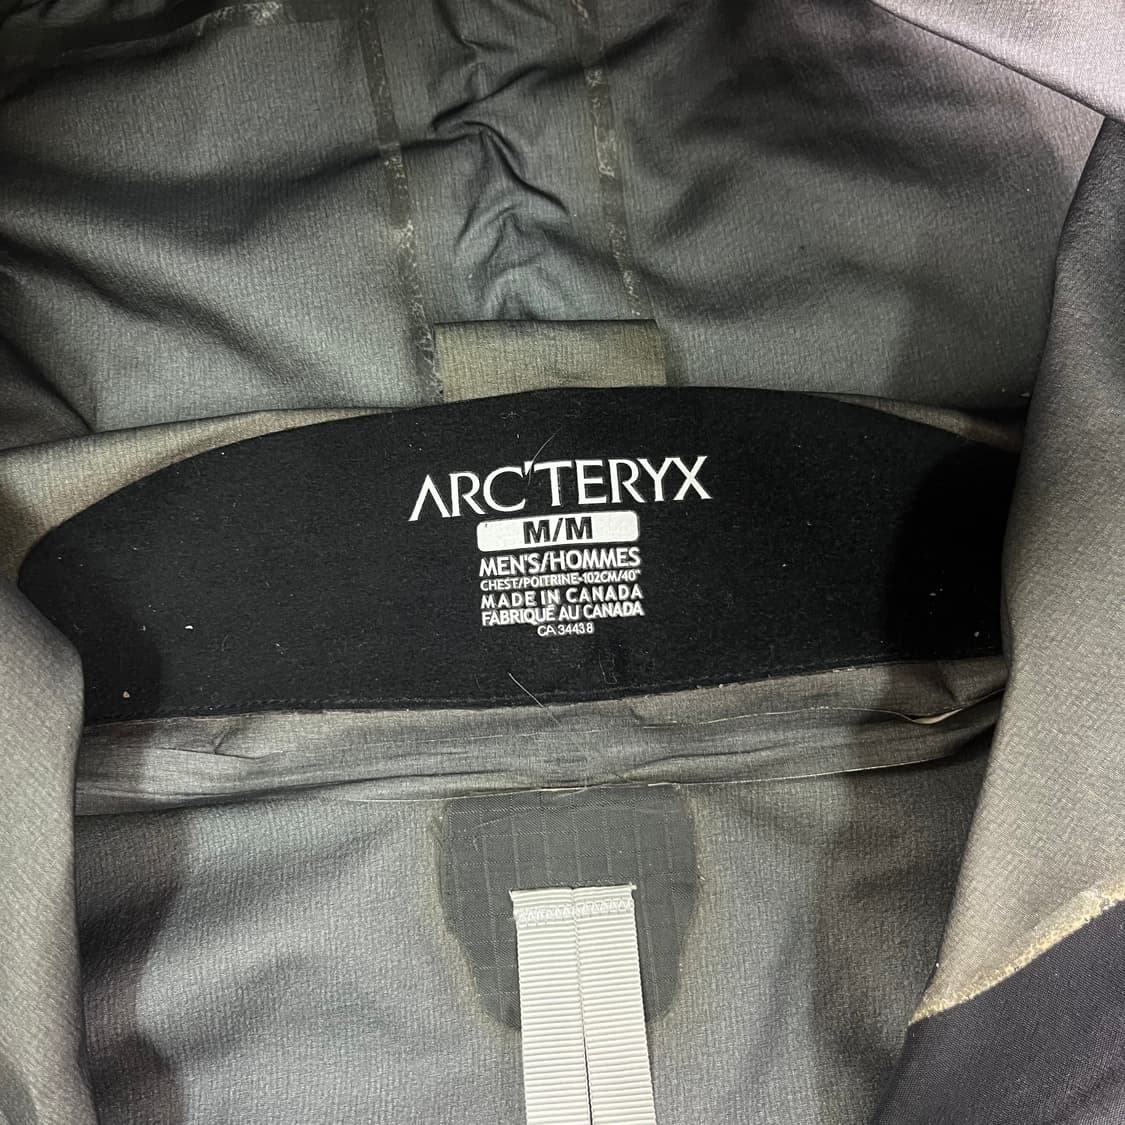 ARC'TERYX
M/M
MEN'S/HOMMES
CHEST/POITRINE-102CM/40"
MADE IN CANADA
FABRIQUÉ AU CANADA
CA 34438